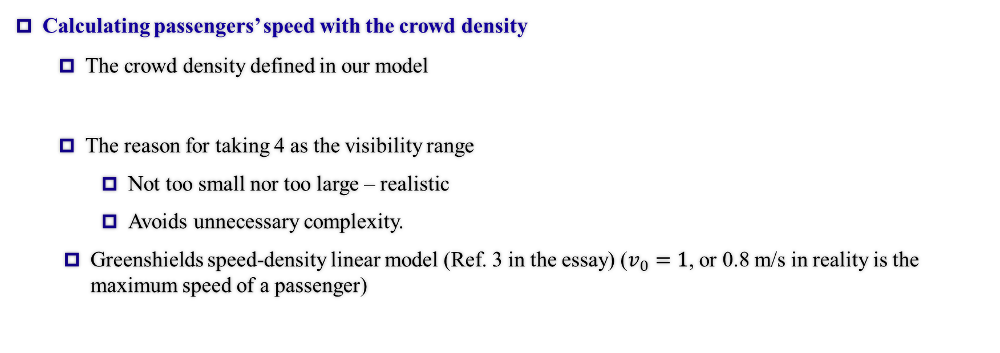 Calculating passengers’ speed with the crowd density
The crowd density defined in our model
The reason for taking 4 as the visibility range
Not too small nor too large – realistic
Avoids unnecessary complexity.
Greenshields speed-density linear model (Ref. 3 in the essay) (𝑣₀ = 1, or 0.8 m/s in reality is the
maximum speed of a passenger)